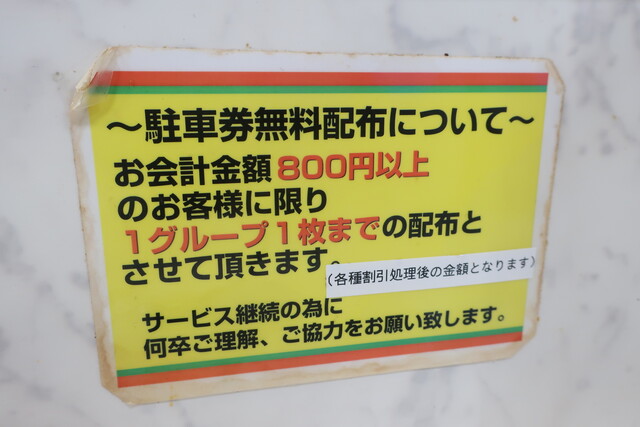 ～駐車券無料配布について～
お会計金額800円以上
のお客様に限り
1グループ1枚までの配布と
させて頂きます。
(各種割引処理後の金額となります)
サービス継続の為に
何卒ご理解、ご協力をお願い致します。